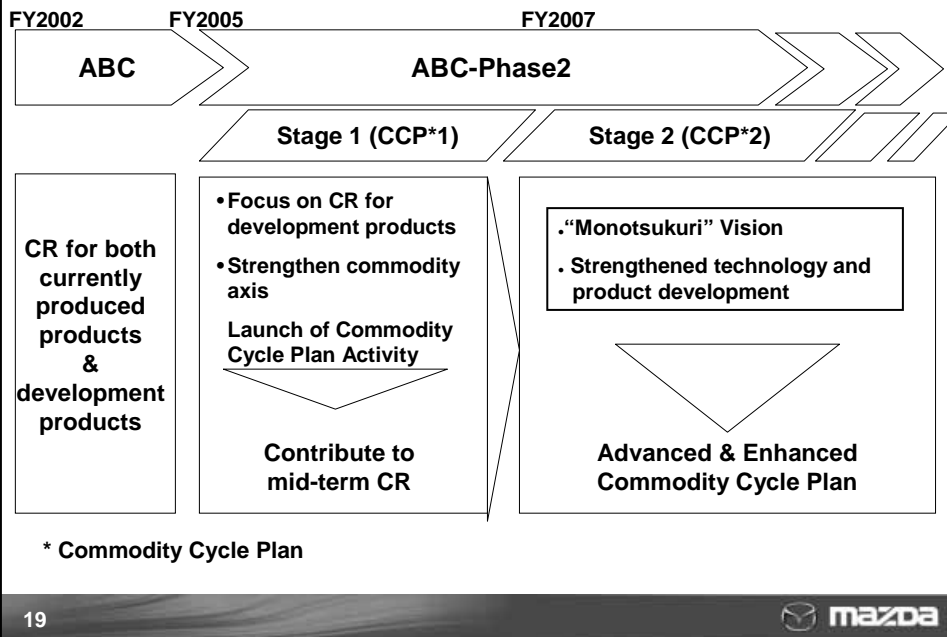 FY2002 FY2005 FY2007
ABC
ABC-Phase2
Stage 1 (CCP*1)
Stage 2 (CCP*2)
CR for both
currently
produced
products
&
development
products
•Focus on CR for
development products
•Strengthen commodity
axis
Launch of Commodity
Cycle Plan Activity
Contribute to
mid-term CR
•“Monotsukuri” Vision
• Strengthened technology and
product development
Advanced & Enhanced
Commodity Cycle Plan
* Commodity Cycle Plan
19
mazda